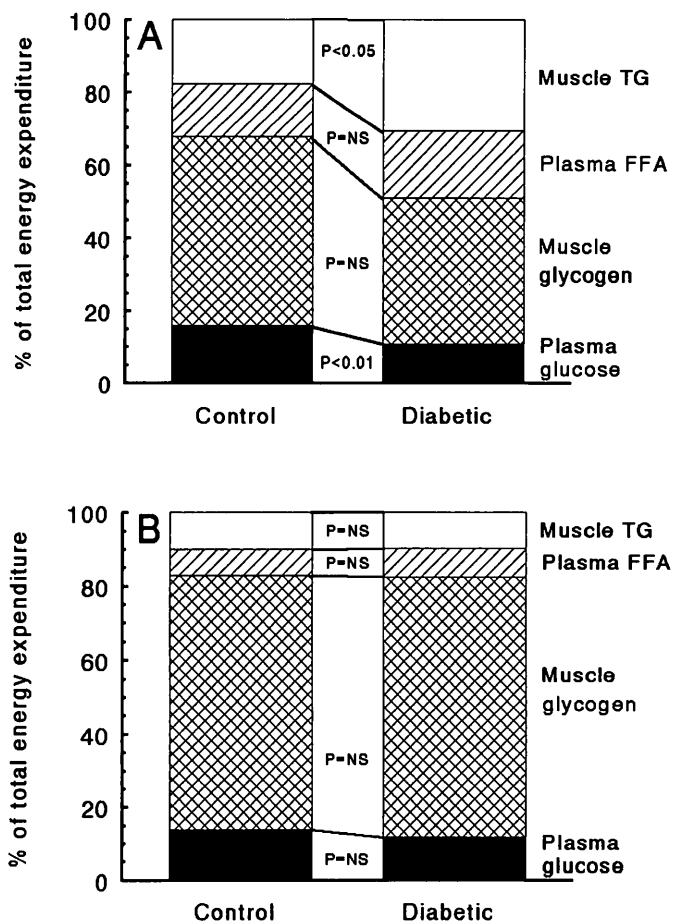 A
% of total energy expenditure
100
80
60
40
20
0
P<0.05
P=NS
P=NS
P<0.01
Muscle TG
Plasma FFA
Muscle
glycogen
Plasma
glucose
Control
Diabetic
B
% of total energy expenditure
100
80
60
40
20
0
P=NS
P=NS
P=NS
P=NS
Muscle TG
Plasma FFA
Muscle
glycogen
Plasma
glucose
Control
Diabetic